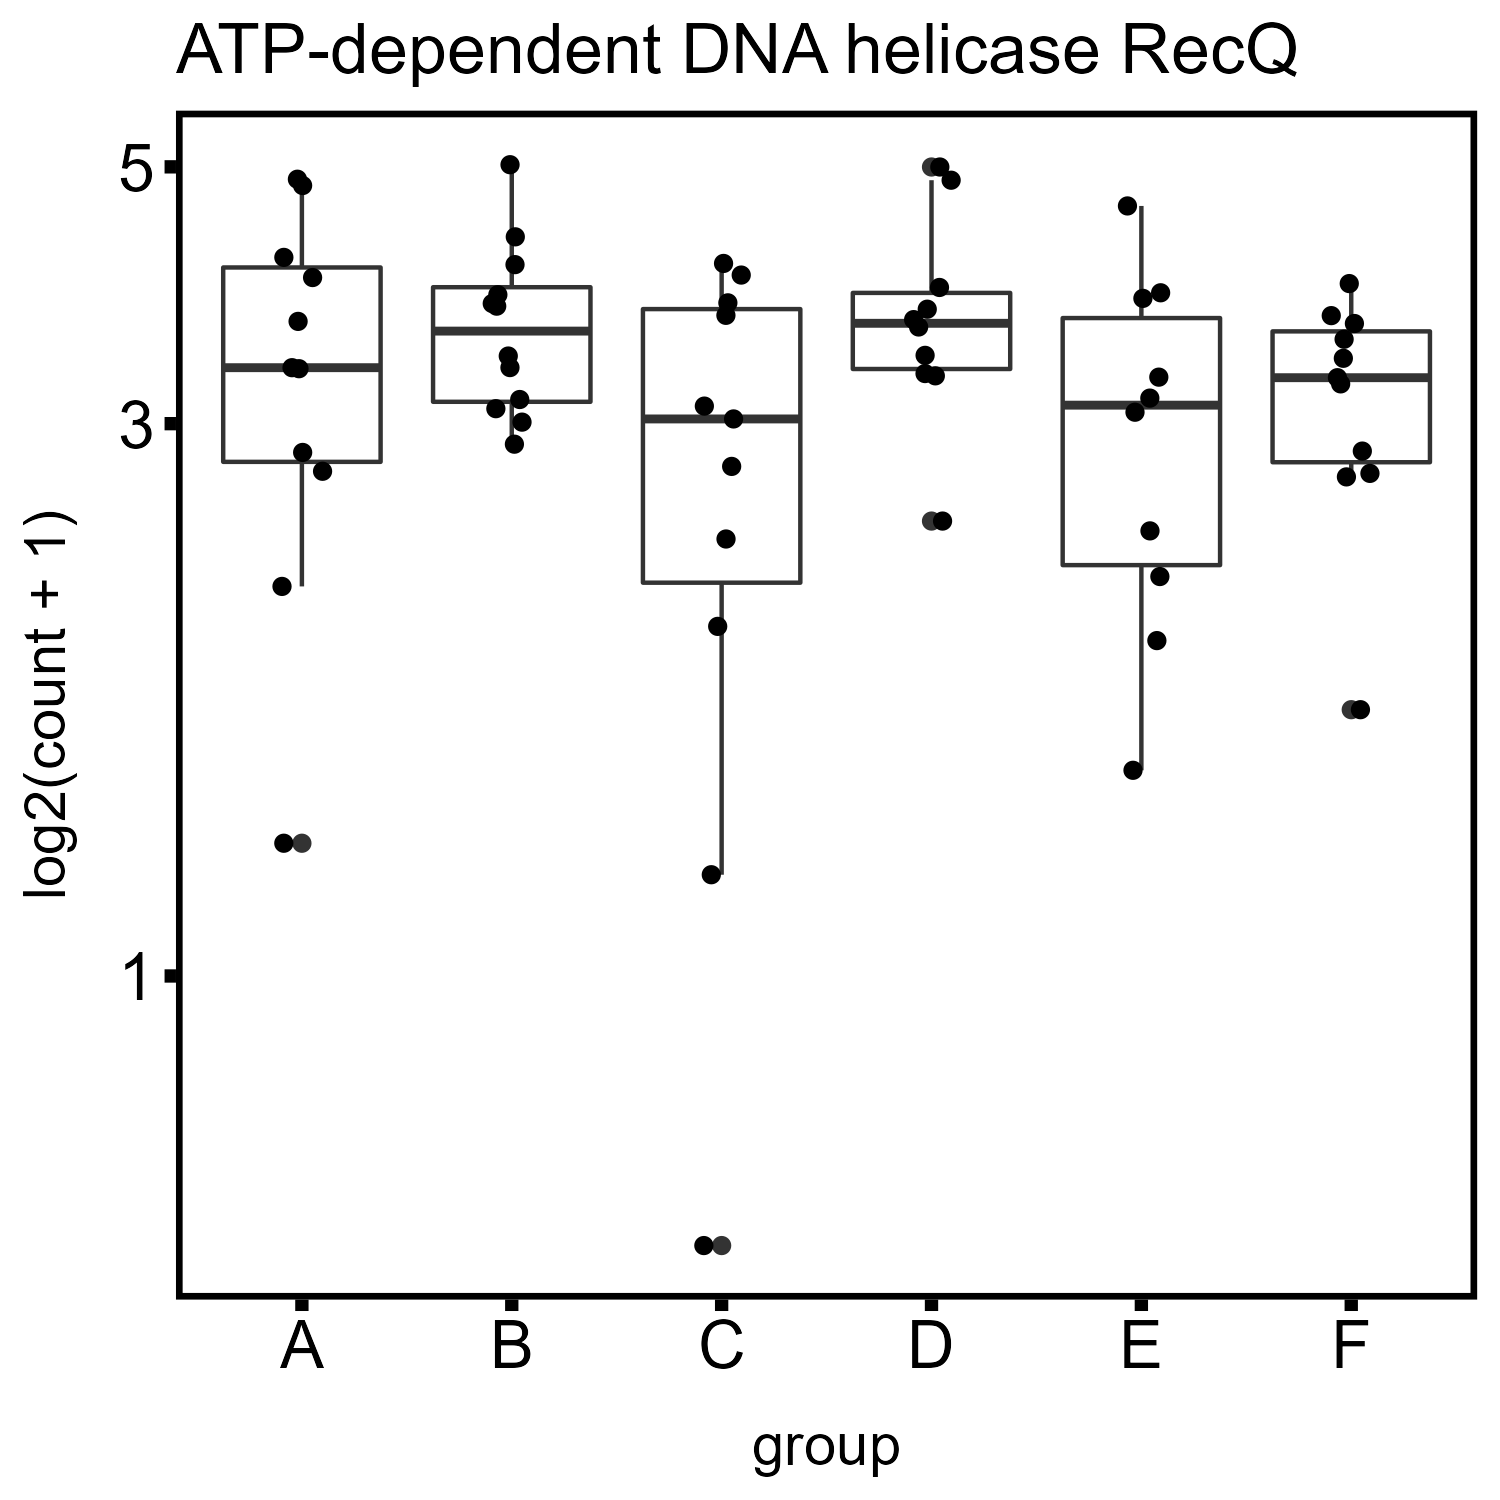 ATP-dependent DNA helicase RecQ
5
3
1
log2(count + 1)
A B C D E F
group